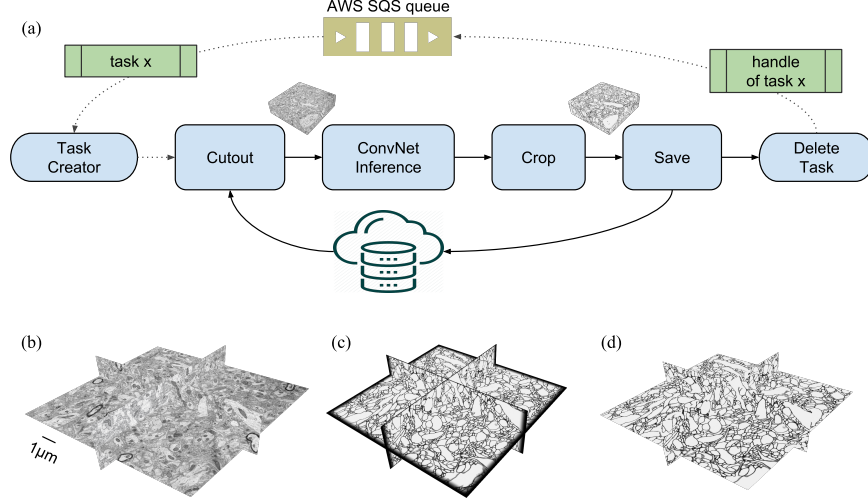 (a)
AWS SQS queue
task x
handle
of task x
Task
Creator
Cutout
ConvNet
Inference
Crop
Save
Delete
Task
(b)
(c)
(d)
1μm